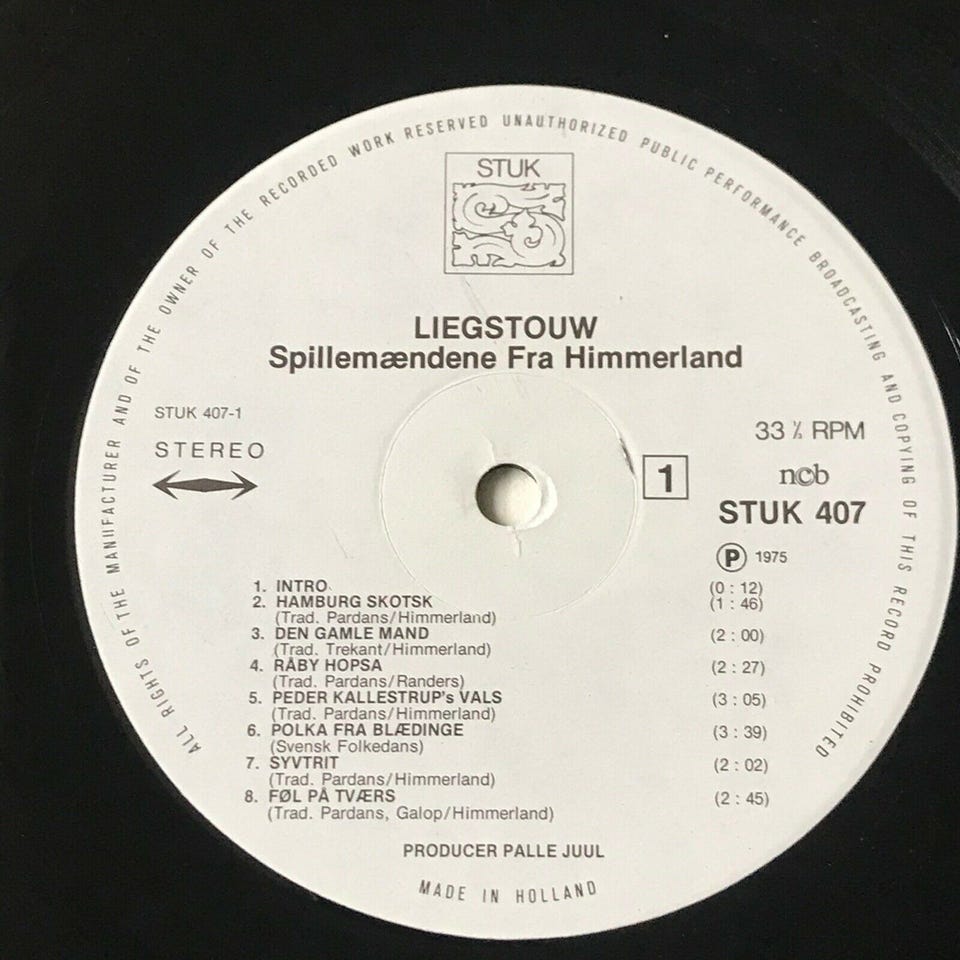 ALL RIGHTS OF THE MANUFACTURER AND OF THE OWNER OF THE RECORDED WORK RESERVED UNAUTHORIZED PUBLIC PERFORMANCE BROADCASTING AND COPYING OF THIS RECORD PROHIBITED
STUK
LIEGSTOUW
Spillemændene Fra Himmerland
STUK 407-1
STEREO
33 ⅓ RPM
ncb
1
STUK 407
Ⓟ 1975
1. INTRO (0 : 12)
2. HAMBURG SKOTSK (1 : 46)
(Trad. Pardans/Himmerland)
3. DEN GAMLE MAND (2 : 00)
(Trad. Trekant/Himmerland)
4. RÅBY HOPSA (2 : 27)
(Trad. Pardans/Randers)
5. PEDER KALLESTRUP's VALS (3 : 05)
(Trad. Pardans/Himmerland)
6. POLKA FRA BLÆDINGE (3 : 39)
(Svensk Folkedans)
7. SYVTRIT (2 : 02)
(Trad. Pardans/Himmerland)
8. FØL PÅ TVÆRS (2 : 45)
(Trad. Pardans, Galop/Himmerland)
PRODUCER PALLE JUUL
MADE IN HOLLAND